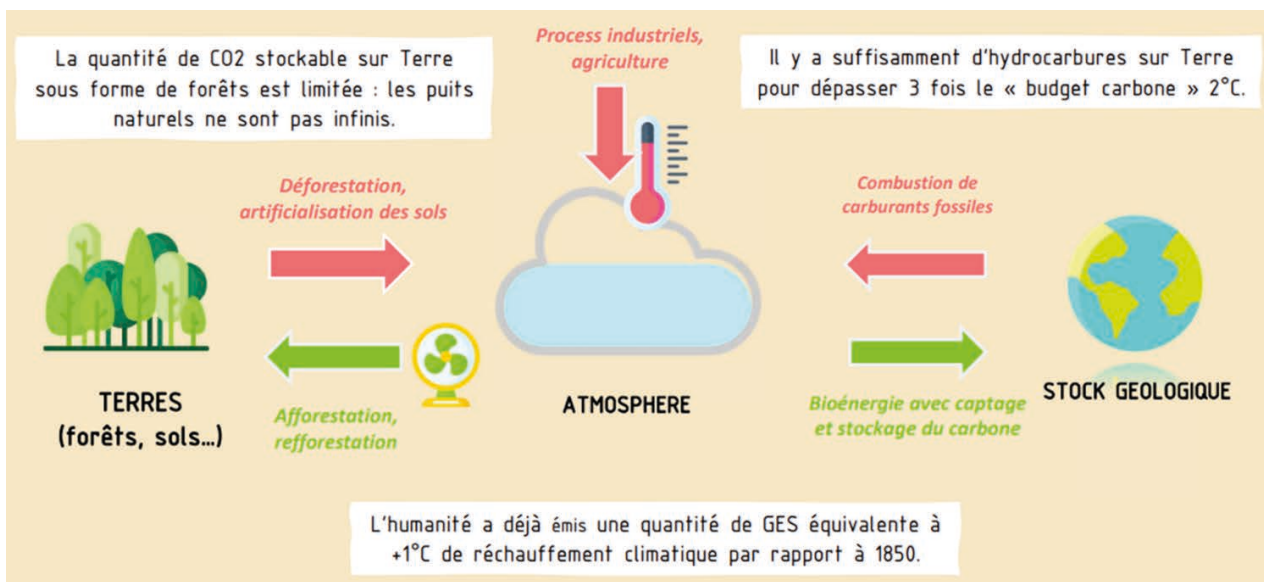 La quantité de CO2 stockable sur Terre
sous forme de forêts est limitée : les puits
naturels ne sont pas infinis.
Process industriels,
agriculture
Il y a suffisamment d'hydrocarbures sur Terre
pour dépasser 3 fois le « budget carbone » 2°C.
Déforestation,
artificialisation des sols
Combustion de
carburants fossiles
TERRES
(forêts, sols...)
Afforestation,
refforestation
ATMOSPHERE
Bioénergie avec captage
et stockage du carbone
STOCK GEOLOGIQUE
L'humanité a déjà émis une quantité de GES équivalente à
+1°C de réchauffement climatique par rapport à 1850.